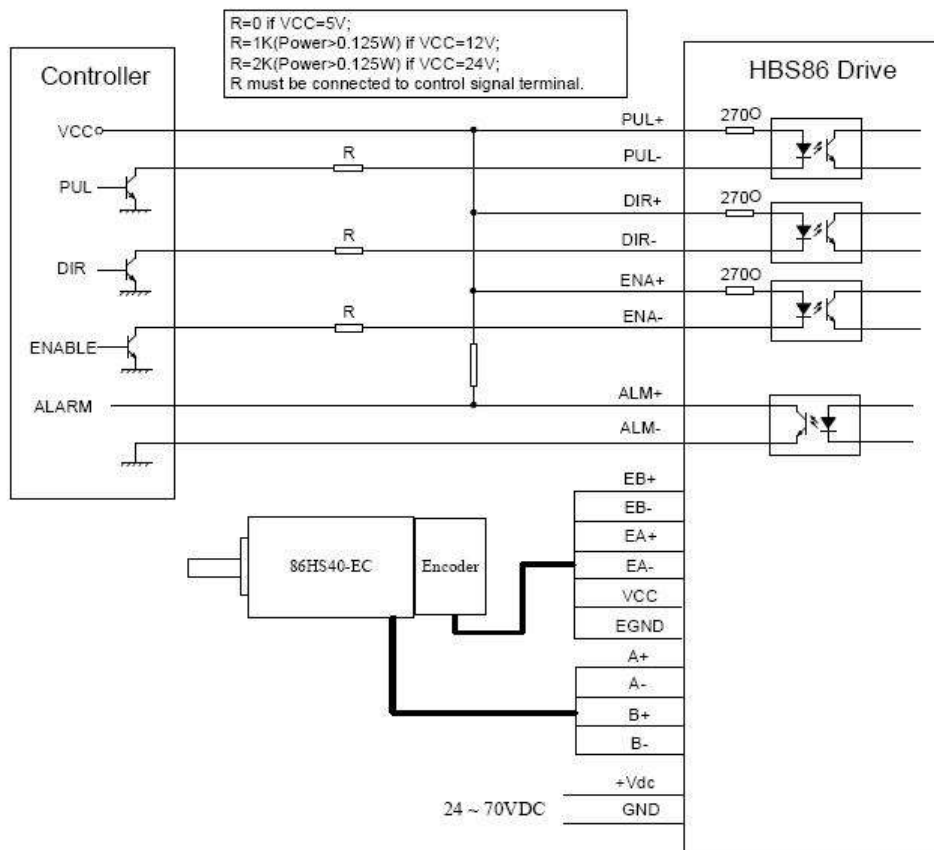 R=0 if VCC=5V;
R=1K(Power>0.125W) if VCC=12V;
R=2K(Power>0.125W) if VCC=24V;
R must be connected to control signal terminal.
Controller
HBS86 Drive
VCC
PUL+
270O
R
PUL-
PUL
DIR+
270O
R
DIR-
DIR
ENA+
270O
R
ENA-
ENABLE
ALARM
ALM+
ALM-
EB+
EB-
EA+
EA-
VCC
EGND
86HS40-EC
Encoder
A+
A-
B+
B-
+Vdc
24 ~ 70VDC
GND